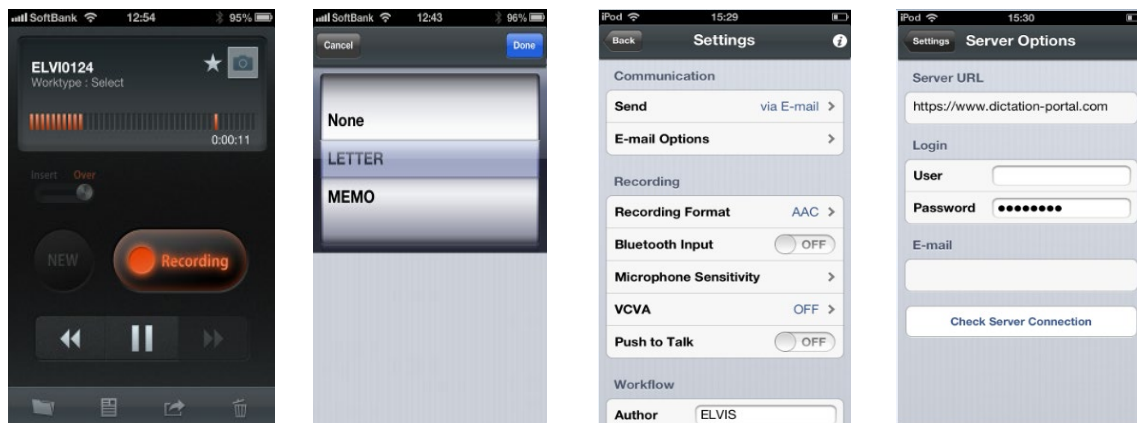 SoftBank 12:54 95%
ELVI0124
Worktype : Select
0:00:11
Insert Over
NEW
Recording
SoftBank 12:43 96%
Cancel Done
None
LETTER
MEMO
iPod 15:29
Back Settings
Communication
Send via E-mail
E-mail Options
Recording
Recording Format AAC
Bluetooth Input OFF
Microphone Sensitivity
VCVA OFF
Push to Talk OFF
Workflow
Author ELVIS
iPod 15:30
Settings Server Options
Server URL
https://www.dictation-portal.com
Login
User
Password ●●●●●●●●
E-mail
Check Server Connection